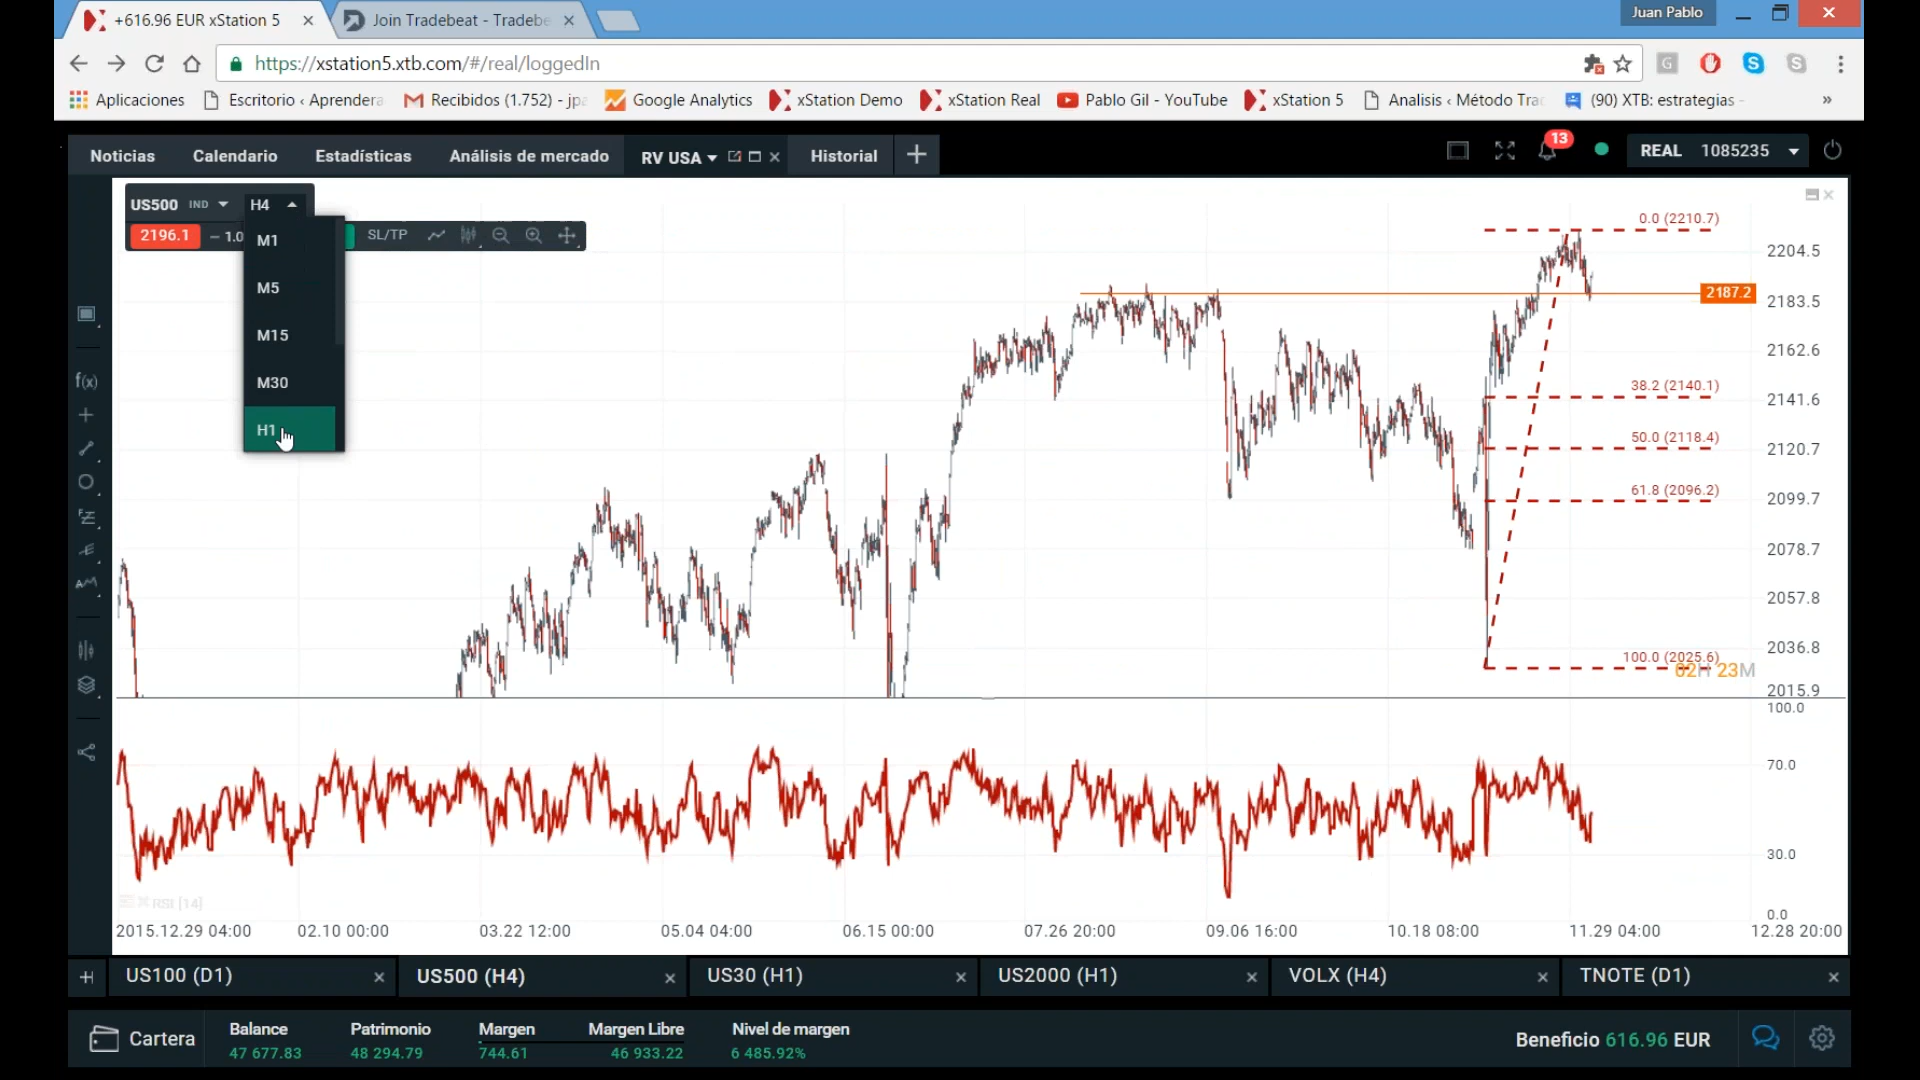 +616.96 EUR xStation 5
Join Tradebeat - Tradebe
Juan Pablo
https://xstation5.xtb.com/#/real/loggedIn
Aplicaciones
Escritorio ‹ Aprendera
Recibidos (1.752) - jpa
Google Analytics
xStation Demo
xStation Real
Pablo Gil - YouTube
xStation 5
Analisis ‹ Método Tra
(90) XTB: estrategias -
»
Noticias
Calendario
Estadísticas
Análisis de mercado
RV USA
Historial
13
REAL 1085235
US500 IND
H4
2196.1
1.0
SL/TP
M1
M5
M15
M30
H1
f(x)
0.0 (2210.7)
38.2 (2140.1)
50.0 (2118.4)
61.8 (2096.2)
100.0 (2025.6)
02H 23M
2204.5
2187.2
2183.5
2162.6
2141.6
2120.7
2099.7
2078.7
2057.8
2036.8
2015.9
100.0
70.0
30.0
0.0
RSI [14]
2015.12.29 04:00
02.10 00:00
03.22 12:00
05.04 04:00
06.15 00:00
07.26 20:00
09.06 16:00
10.18 08:00
11.29 04:00
12.28 20:00
US100 (D1)
US500 (H4)
US30 (H1)
US2000 (H1)
VOLX (H4)
TNOTE (D1)
Cartera
Balance
47 677.83
Patrimonio
48 294.79
Margen
744.61
Margen Libre
46 933.22
Nivel de margen
6 485.92%
Beneficio 616.96 EUR